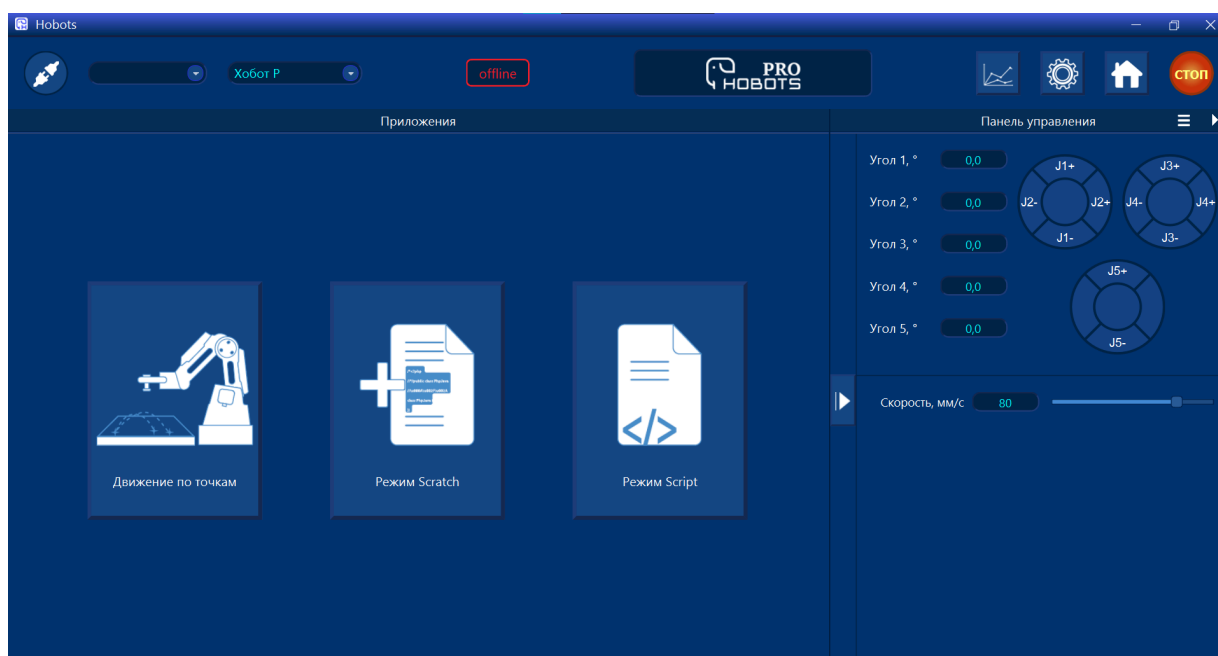 Hobots
Хобот P
offline
PRO
HOBOTS
стоп
Приложения
Панель управления
Угол 1, °
0,0
J1+
J2-
J2+
J1-
J3+
J4-
J4+
J3-
Угол 2, °
0,0
Угол 3, °
0,0
Угол 4, °
0,0
Угол 5, °
0,0
J5+
J5-
Скорость, мм/с
80
</>
Движение по точкам
Режим Scratch
Режим Script